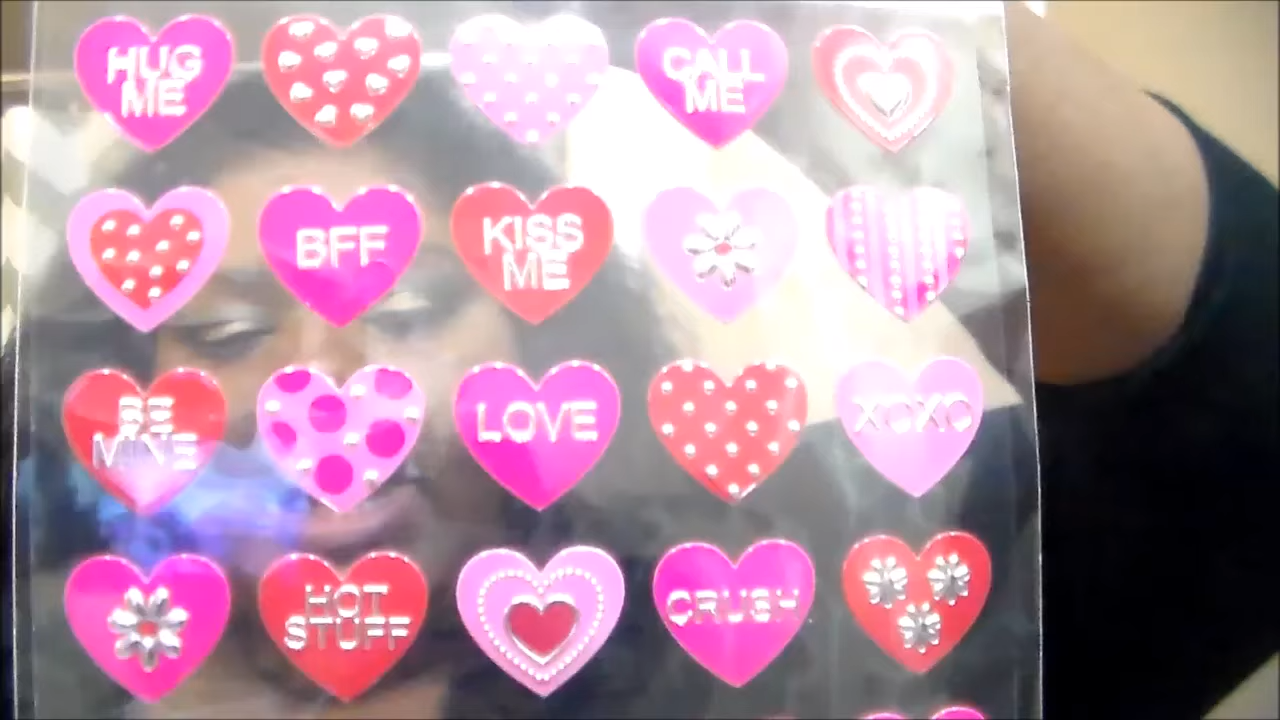 HUG
ME
CALL
ME
BFF
KISS
ME
BE
MINE
LOVE
XOXO
HOT
STUFF
CRUSH